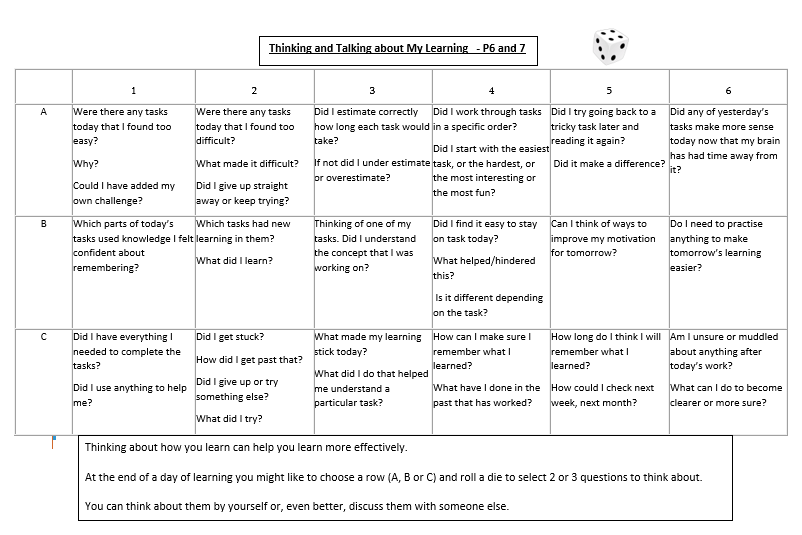 Thinking and Talking about My Learning - P6 and 7
1
2
3
4
5
6
A
Were there any tasks
today that I found too
easy?
Why?
Could I have added my
own challenge?
Were there any tasks
today that I found too
difficult?
What made it difficult?
Did I give up straight
away or keep trying?
Did I estimate correctly
how long each task would
take?
If not did I under estimate
or overestimate?
Did I work through tasks
in a specific order?
Did I start with the easiest
task, or the hardest, or
the most interesting or
the most fun?
Did I try going back to a
tricky task later and
reading it again?
Did it make a difference?
Did any of yesterday's
tasks make more sense
today now that my brain
has had time away from
it?
B
Which parts of today's
tasks used knowledge I felt
confident about
remembering?
Which tasks had new
learning in them?
What did I learn?
Thinking of one of my
tasks. Did I understand
the concept that I was
working on?
Did I find it easy to stay
on task today?
What helped/hindered
this?
Is it different depending
on the task?
Can I think of ways to
improve my motivation
for tomorrow?
Do I need to practise
anything to make
tomorrow's learning
easier?
C
Did I have everything I
needed to complete the
tasks?
Did I use anything to help
me?
Did I get stuck?
How did I get past that?
Did I give up or try
something else?
What did I try?
What made my learning
stick today?
What did I do that helped
me understand a
particular task?
How can I make sure I
remember what I
learned?
What have I done in the
past that has worked?
How long do I think I will
remember what I
learned?
How could I check next
week, next month?
Am I unsure or muddled
about anything after
today's work?
What can I do to become
clearer or more sure?
Thinking about how you learn can help you learn more effectively.
At the end of a day of learning you might like to choose a row (A, B or C) and roll a die to select 2 or 3 questions to think about.
You can think about them by yourself or, even better, discuss them with someone else.